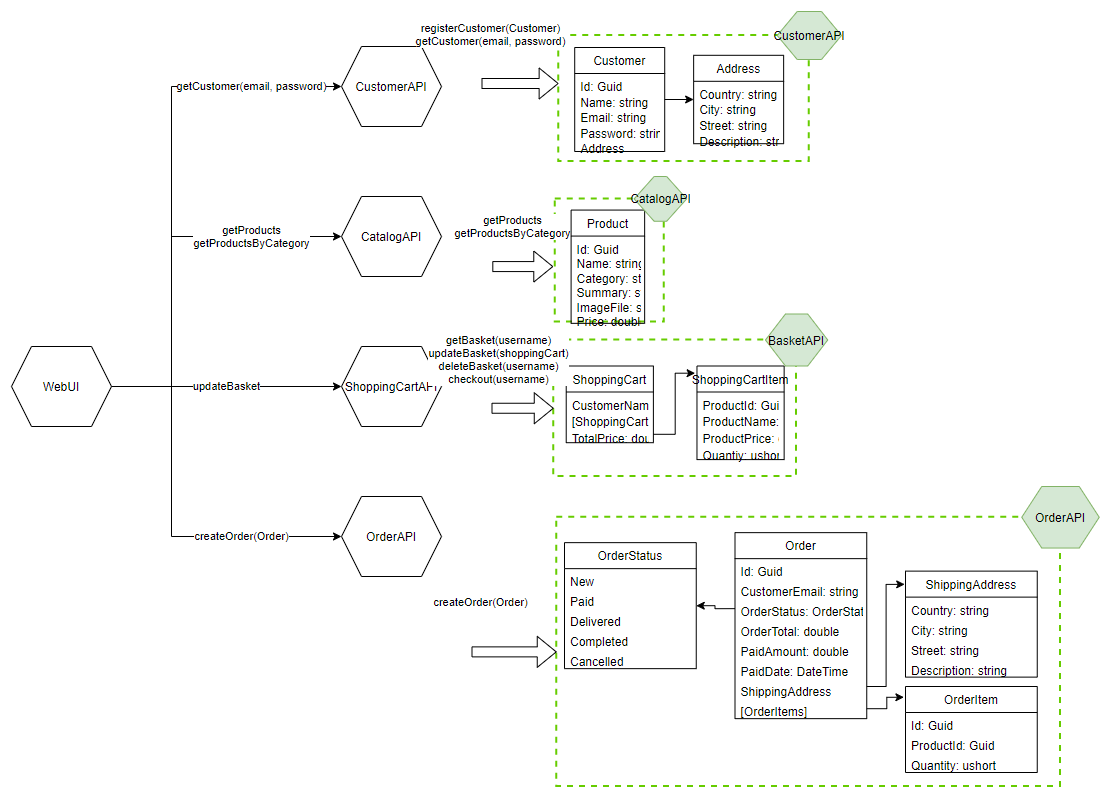 registerCustomer(Customer)
getCustomer(email, password)
CustomerAPI
getCustomer(email, password)
CustomerAPI
Customer
Id: Guid
Name: string
Email: string
Password: strin
Address
Address
Country: string
City: string
Street: string
Description: str
CatalogAPI
getProducts
getProductsByCategory
CatalogAPI
getProducts
getProductsByCategory
Product
Id: Guid
Name: string
Category: st
Summary: s
ImageFile: s
Price: doubl
WebUI
updateBasket
ShoppingCartAPI
getBasket(username)
updateBasket(shoppingCart)
deleteBasket(username)
checkout(username)
BasketAPI
ShoppingCart
CustomerNam
[ShoppingCart
TotalPrice: dou
ShoppingCartItem
ProductId: Gui
ProductName:
ProductPrice:
Quantiy: ushor
createOrder(Order)
OrderAPI
createOrder(Order)
OrderAPI
OrderStatus
New
Paid
Delivered
Completed
Cancelled
Order
Id: Guid
CustomerEmail: string
OrderStatus: OrderStat
OrderTotal: double
PaidAmount: double
PaidDate: DateTime
ShippingAddress
[OrderItems]
ShippingAddress
Country: string
City: string
Street: string
Description: string
OrderItem
Id: Guid
ProductId: Guid
Quantity: ushort